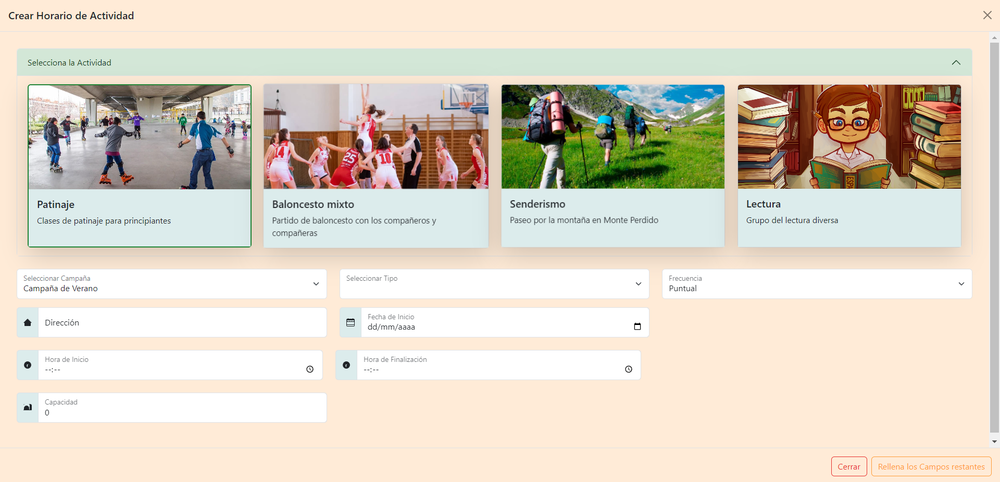 Crear Horario de Actividad
Selecciona la Actividad
14
25
10
ESPA
Patinaje
Clases de patinaje para principiantes
Baloncesto mixto
Partido de baloncesto con los compañeros y
compañeras
Senderismo
Paseo por la montaña en Monte Perdido
Lectura
Grupo del lectura diversa
Seleccionar Campaña
Campaña de Verano
Seleccionar Tipo
Frecuencia
Puntual
Dirección
Fecha de Inicio
dd/mm/aaaa
Hora de Inicio
--:--
Hora de Finalización
--:--
Capacidad
0
Cerrar
Rellena los Campos restantes